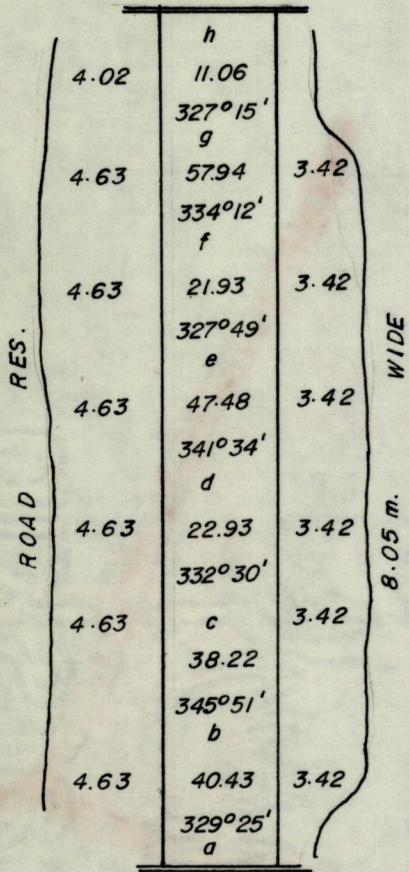 h
4.02 11.06
327°15'
g
4.63 57.94 3.42
334°12'
f
4.63 21.93 3.42
327°49'
e
4.63 47.48 3.42
341°34'
d
4.63 22.93 3.42
332°30'
4.63 c 3.42
38.22
345°51'
b
4.63 40.43 3.42
329°25'
a
ROAD RES.
8.05 m. WIDE